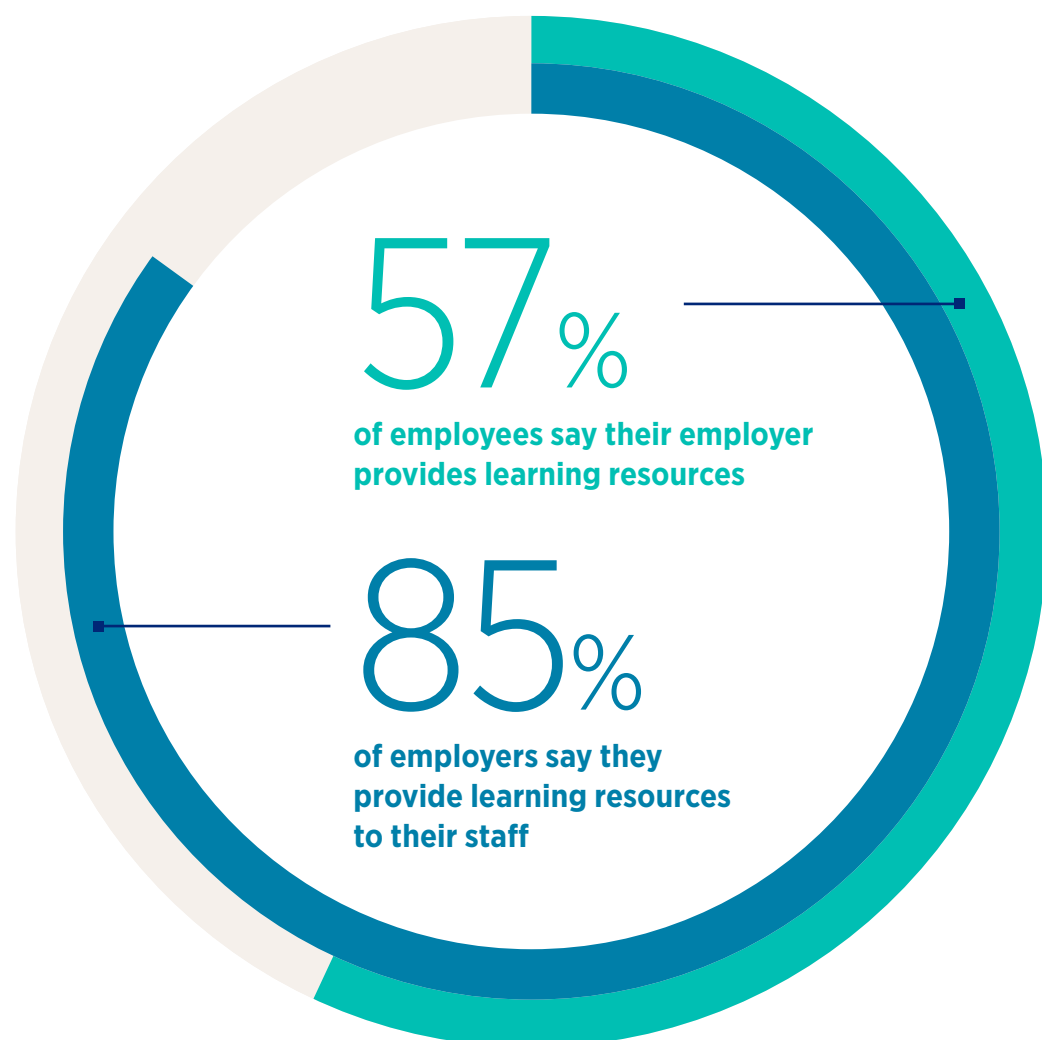 57%
of employees say their employer
provides learning resources
85%
of employers say they
provide learning resources
to their staff